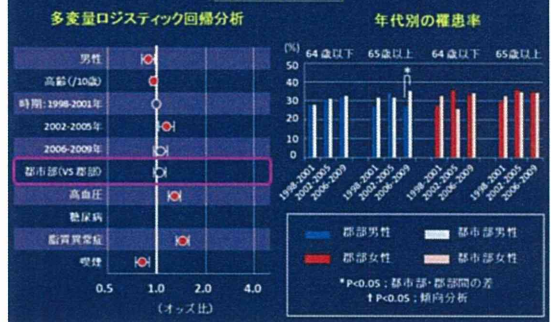 多変量ロジスティック回帰分析
男性
高齢(/10歳)
時期:1998-2001年
2002-2005年
2006-2009年
都市部(VS 郡部)
高血圧
糖尿病
脂質異常症
喫煙
0.5 1.0 2.0 4.0
(オッズ比)
年代別の罹患率
(%)
64歳以下 65歳以上 64歳以下 65歳以上
50
40
30
20
10
0
*
1998-2001 2002-2005 2006-2009 1998-2001 2002-2005 2006-2009 1998-2001 2002-2005 2006-2009 1998-2001 2002-2005 2006-2009
郡部男性 都市部男性
郡部女性 都市部女性
*P<0.05;都市部・郡部間の差
†P<0.05;傾向分析